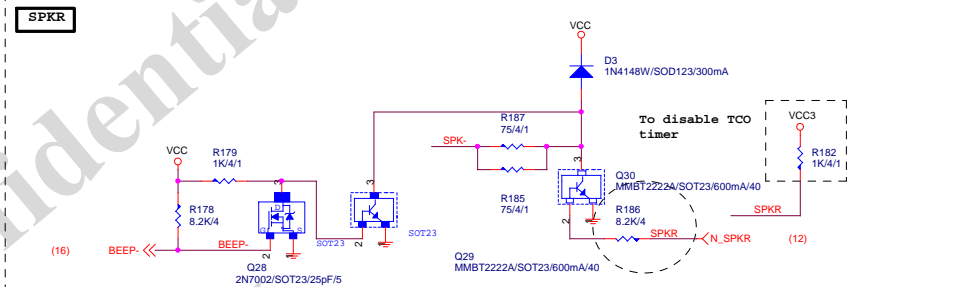 SPKR
VCC
D3
1N4148W/SOD123/300mA
R187
75/4/1
SPK-
To disable TCO
timer
VCC3
R182
1K/4/1
VCC
R179
1K/4/1
3
3
3
Q30
MMBT2222A/SOT23/600mA/40
R178
8.2K/4
D
G
S
R185
75/4/1
R186
8.2K/4
SPKR
SOT23
SOT23
2
2
2
SPKR
N_SPKR
(12)
(16)
BEEP-
BEEP-
Q28
2N7002/SOT23/25pF/5
Q29
MMBT2222A/SOT23/600mA/40